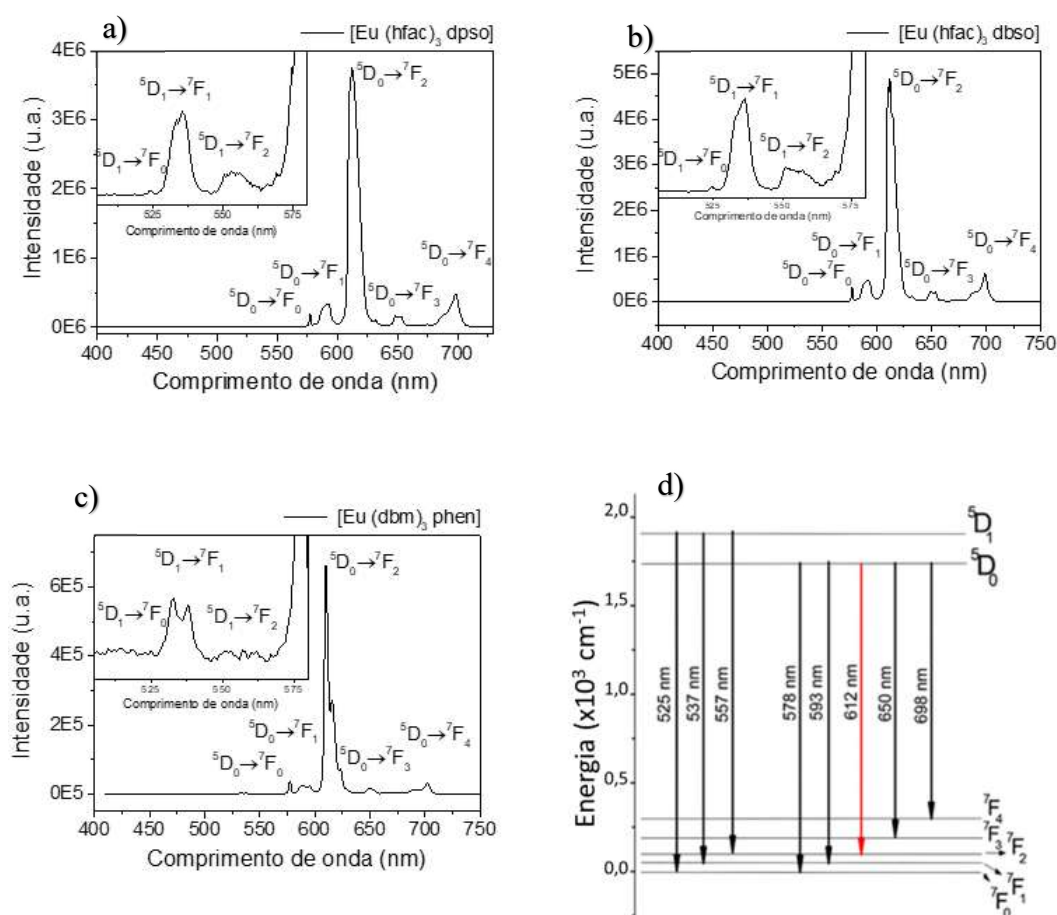 a)
[Eu (hfac)₃ dpso]
⁵D₀→⁷F₂
⁵D₁→⁷F₁
⁵D₁→⁷F₂
⁵D₁→⁷F₀
525 550 575
Comprimento de onda (nm)
⁵D₀→⁷F₄
⁵D₀→⁷F₁
⁵D₀→⁷F₃
⁵D₀→⁷F₀
4E6
3E6
2E6
1E6
0E6
Intensidade (u.a.)
400 450 500 550 600 650 700
Comprimento de onda (nm)
b)
[Eu (hfac)₃ dbso]
⁵D₀→⁷F₂
⁵D₁→⁷F₁
⁵D₁→⁷F₂
⁵D₁→⁷F₀
525 550 575
Comprimento de onda (nm)
⁵D₀→⁷F₁
⁵D₀→⁷F₄
⁵D₀→⁷F₀
⁵D₀→⁷F₃
5E6
4E6
3E6
2E6
1E6
0E6
Intensidade (u.a.)
400 450 500 550 600 650 700 750
Comprimento de onda (nm)
c)
[Eu (dbm)₃ phen]
⁵D₁→⁷F₁
⁵D₀→⁷F₂
⁵D₁→⁷F₀
⁵D₁→⁷F₂
525 550 575
Comprimento de onda (nm)
⁵D₀→⁷F₁
⁵D₀→⁷F₄
⁵D₀→⁷F₀
⁵D₀→⁷F₃
6E5
4E5
2E5
0E5
Intensidade (u.a.)
400 450 500 550 600 650 700 750
Comprimento de onda (nm)
d)
2,0
1,5
1,0
0,5
0,0
Energia (x10³ cm⁻¹)
⁵D₁
⁵D₀
525 nm
537 nm
557 nm
578 nm
593 nm
612 nm
650 nm
698 nm
⁷F₄
⁷F₃
⁷F₂
⁷F₁
⁷F₀